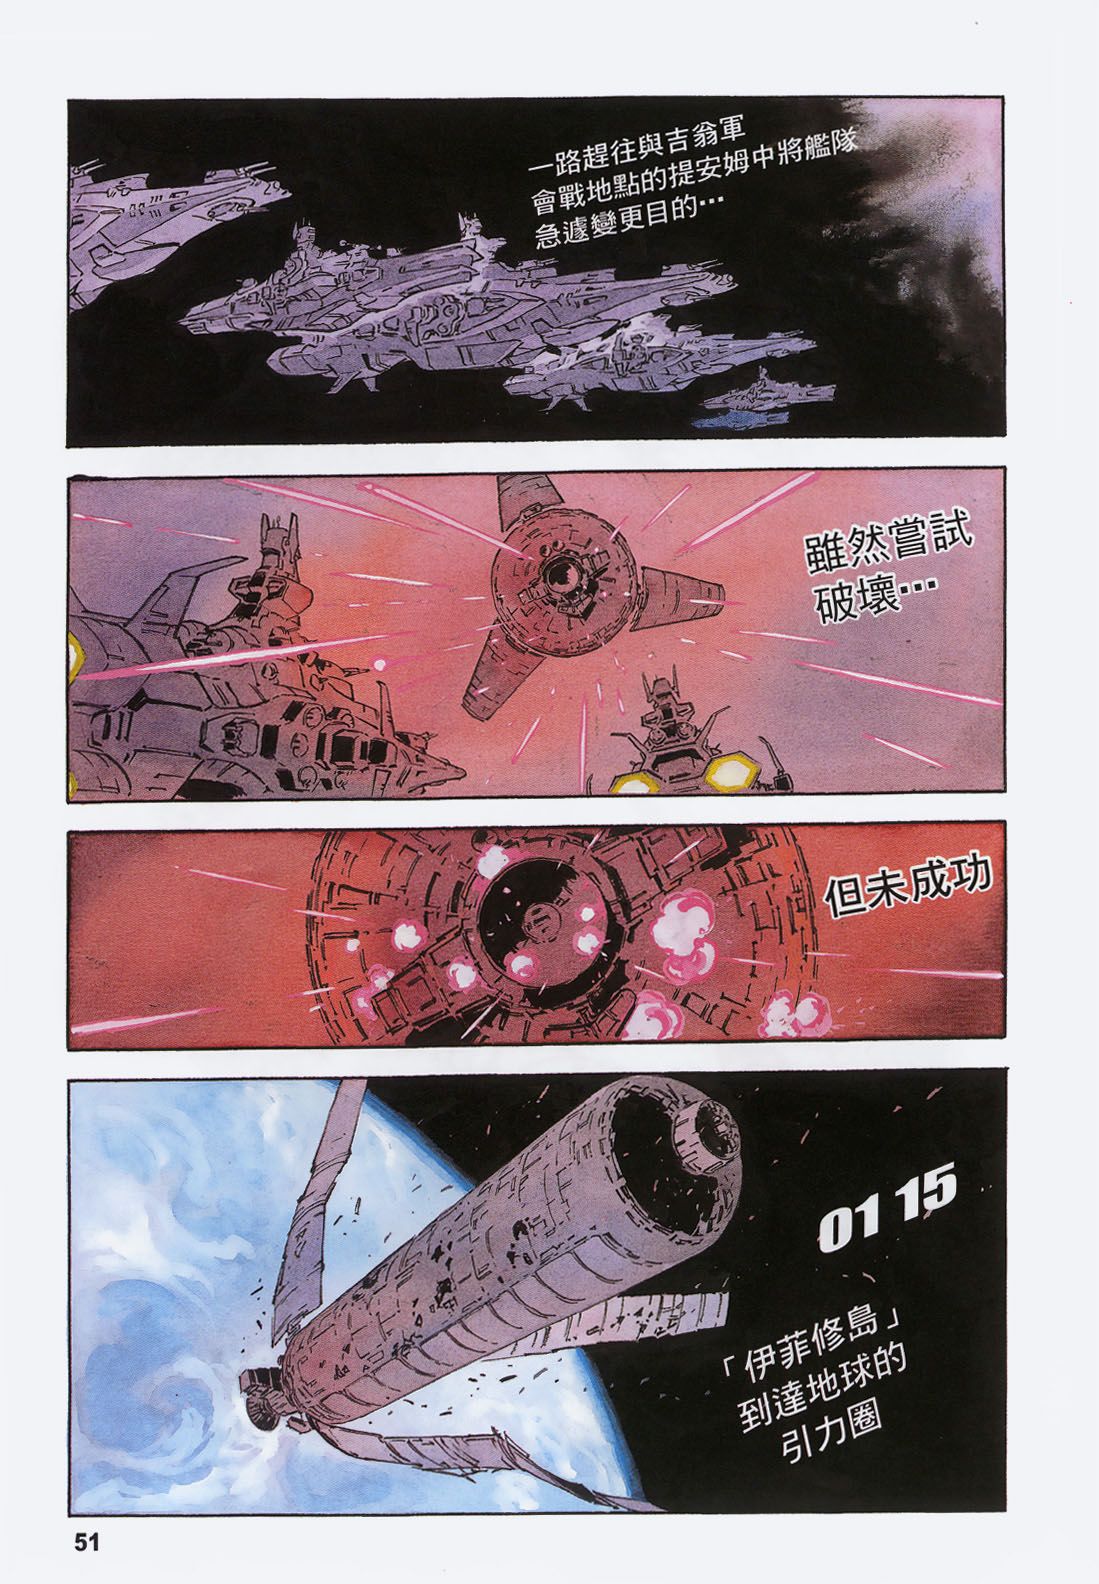 一路趕往與吉翁軍
會戰地點的提安姆中將艦隊
急遽變更目的…
雖然嘗試
破壞…
但未成功
01 15
「伊菲修島」
到達地球的
引力圈
51